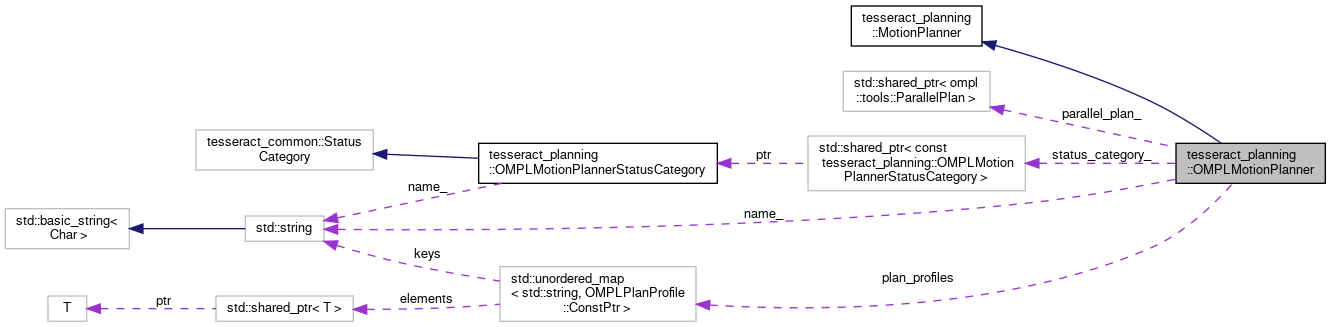 tesseract_planning
::MotionPlanner
std::shared_ptr< ompl
::tools::ParallelPlan >
parallel_plan_
tesseract_common::Status
Category
tesseract_planning
::OMPLMotionPlannerStatusCategory
ptr
std::shared_ptr< const
tesseract_planning::OMPLMotion
PlannerStatusCategory >
status_category_
tesseract_planning
::OMPLMotionPlanner
name_
std::basic_string<
Char >
std::string
name_
keys
plan_profiles
std::unordered_map
< std::string, OMPLPlanProfile
::ConstPtr >
elements
T
ptr
std::shared_ptr< T >